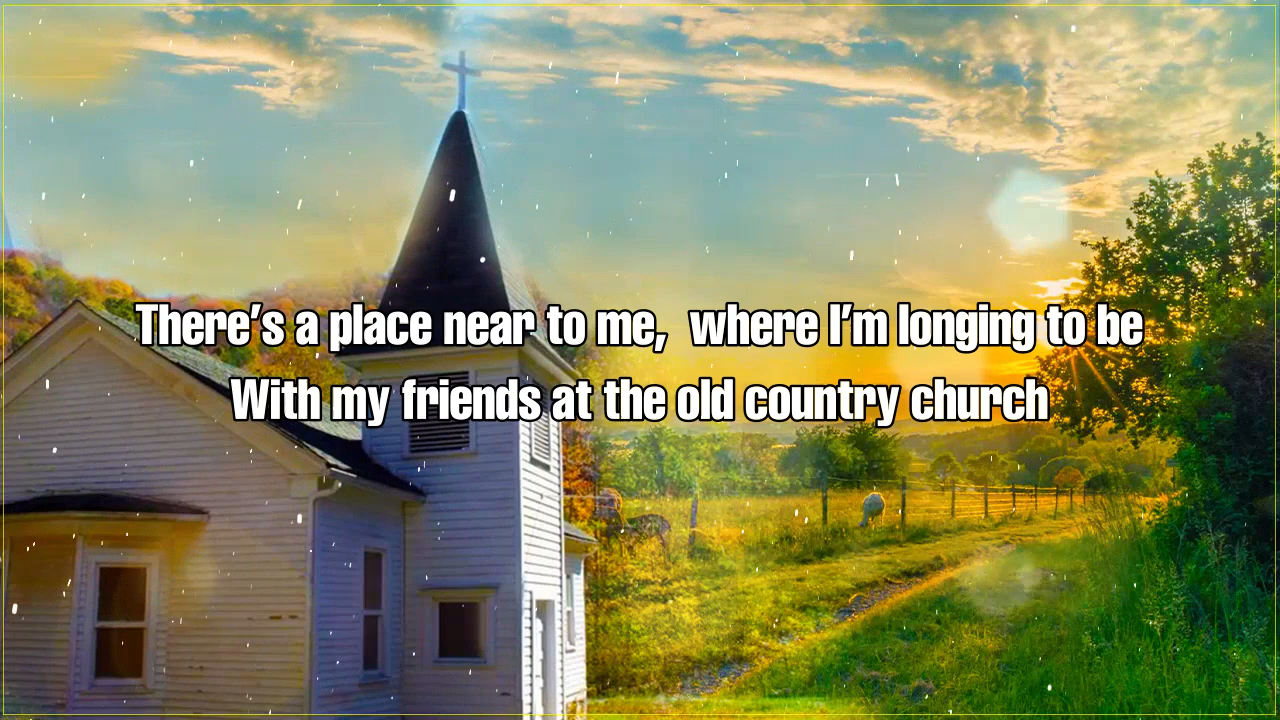 There's a place near to me,  where I'm longing to be
With my friends at the old country church